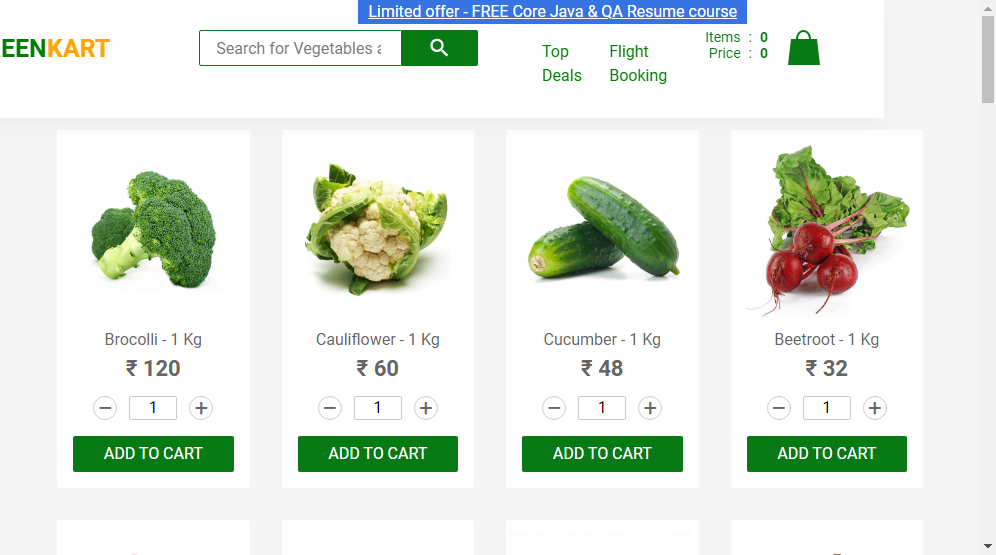 Limited offer - FREE Core Java & QA Resume course
EENKART
Search for Vegetables
Top
Deals
Flight
Booking
Items : 0
Price : 0
Brocolli - 1 Kg
₹ 120
1
ADD TO CART
Cauliflower - 1 Kg
₹ 60
1
ADD TO CART
Cucumber - 1 Kg
₹ 48
1
ADD TO CART
Beetroot - 1 Kg
₹ 32
1
ADD TO CART